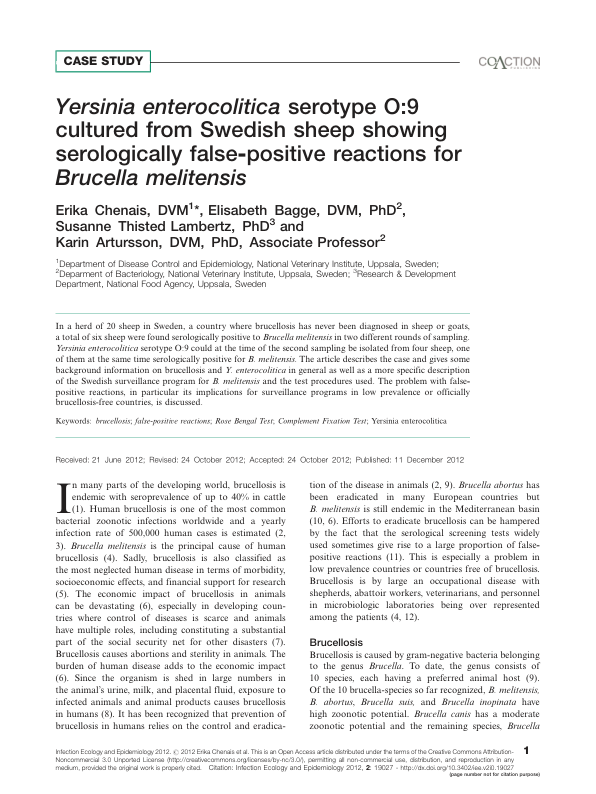 CASE STUDY
COACTION
PUBLISHING
Yersinia enterocolitica serotype O:9
cultured from Swedish sheep showing
serologically false-positive reactions for
Brucella melitensis
Erika Chenais, DVM1*, Elisabeth Bagge, DVM, PhD2,
Susanne Thisted Lambertz, PhD3 and
Karin Artursson, DVM, PhD, Associate Professor2
1Department of Disease Control and Epidemiology, National Veterinary Institute, Uppsala, Sweden;
2Deparment of Bacteriology, National Veterinary Institute, Uppsala, Sweden; 3Research & Development
Department, National Food Agency, Uppsala, Sweden
In a herd of 20 sheep in Sweden, a country where brucellosis has never been diagnosed in sheep or goats,
a total of six sheep were found serologically positive to Brucella melitensis in two different rounds of sampling.
Yersinia enterocolitica serotype O:9 could at the time of the second sampling be isolated from four sheep, one
of them at the same time serologically positive for B. melitensis. The article describes the case and gives some
background information on brucellosis and Y. enterocolitica in general as well as a more specific description
of the Swedish surveillance program for B. melitensis and the test procedures used. The problem with false-
positive reactions, in particular its implications for surveillance programs in low prevalence or officially
brucellosis-free countries, is discussed.
Keywords: brucellosis; false-positive reactions; Rose Bengal Test; Complement Fixation Test; Yersinia enterocolitica
Received: 21 June 2012; Revised: 24 October 2012; Accepted: 24 October 2012; Published: 11 December 2012
In many parts of the developing world, brucellosis is
endemic with seroprevalence of up to 40% in cattle
(1). Human brucellosis is one of the most common
bacterial zoonotic infections worldwide and a yearly
infection rate of 500,000 human cases is estimated (2,
3). Brucella melitensis is the principal cause of human
brucellosis (4). Sadly, brucellosis is also classified as
the most neglected human disease in terms of morbidity,
socioeconomic effects, and financial support for research
(5). The economic impact of brucellosis in animals
can be devastating (6), especially in developing coun-
tries where control of diseases is scarce and animals
have multiple roles, including constituting a substantial
part of the social security net for other disasters (7).
Brucellosis causes abortions and sterility in animals. The
burden of human disease adds to the economic impact
(6). Since the organism is shed in large numbers in
the animal's urine, milk, and placental fluid, exposure to
infected animals and animal products causes brucellosis
in humans (8). It has been recognized that prevention of
brucellosis in humans relies on the control and eradica-
tion of the disease in animals (2, 9). Brucella abortus has
been eradicated in many European countries but
B. melitensis is still endemic in the Mediterranean basin
(10, 6). Efforts to eradicate brucellosis can be hampered
by the fact that the serological screening tests widely
used sometimes give rise to a large proportion of false-
positive reactions (11). This is especially a problem in
low prevalence countries or countries free of brucellosis.
Brucellosis is by large an occupational disease with
shepherds, abattoir workers, veterinarians, and personnel
in microbiologic laboratories being over represented
among the patients (4, 12).
Brucellosis
Brucellosis is caused by gram-negative bacteria belonging
to the genus Brucella. To date, the genus consists of
10 species, each having a preferred animal host (9).
Of the 10 brucella-species so far recognized, B. melitensis,
B. abortus, Brucella suis, and Brucella inopinata have
high zoonotic potential. Brucella canis has a moderate
zoonotic potential and the remaining species, Brucella
Infection Ecology and Epidemiology 2012. © 2012 Erika Chenais et al. This is an Open Access article distributed under the terms of the Creative Commons Attribution-
Noncommercial 3.0 Unported License (http://creativecommons.org/licenses/by-nc/3.0/), permitting all non-commercial use, distribution, and reproduction in any
medium, provided the original work is properly cited. Citation: Infection Ecology and Epidemiology 2012, 2: 19027 - http://dx.doi.org/10.3402/iee.v2i0.19027
1
(page number not for citation purpose)